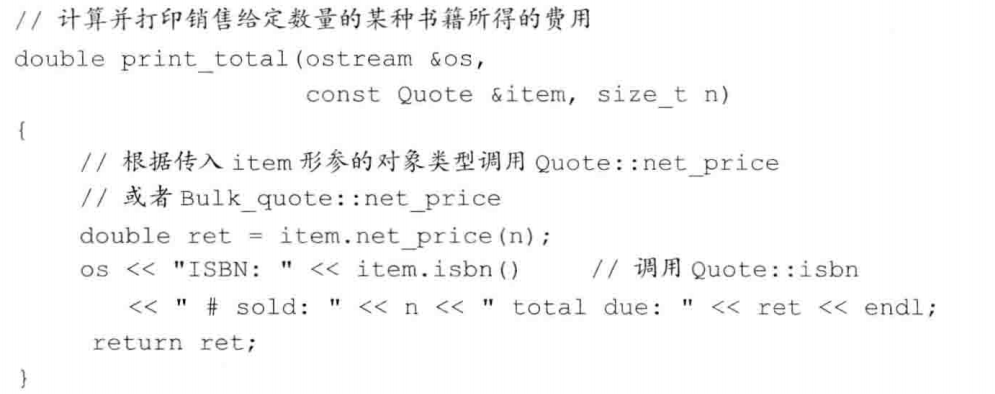 // 计算并打印销售给定数量的某种书籍所得的费用
double print_total(ostream &os,
                   const Quote &item, size_t n)
{
    // 根据传入 item 形参的对象类型调用 Quote::net_price
    // 或者 Bulk_quote::net_price
    double ret = item.net_price(n);
    os << "ISBN: " << item.isbn()    // 调用 Quote::isbn
       << " # sold: " << n << " total due: " << ret << endl;
     return ret;
}